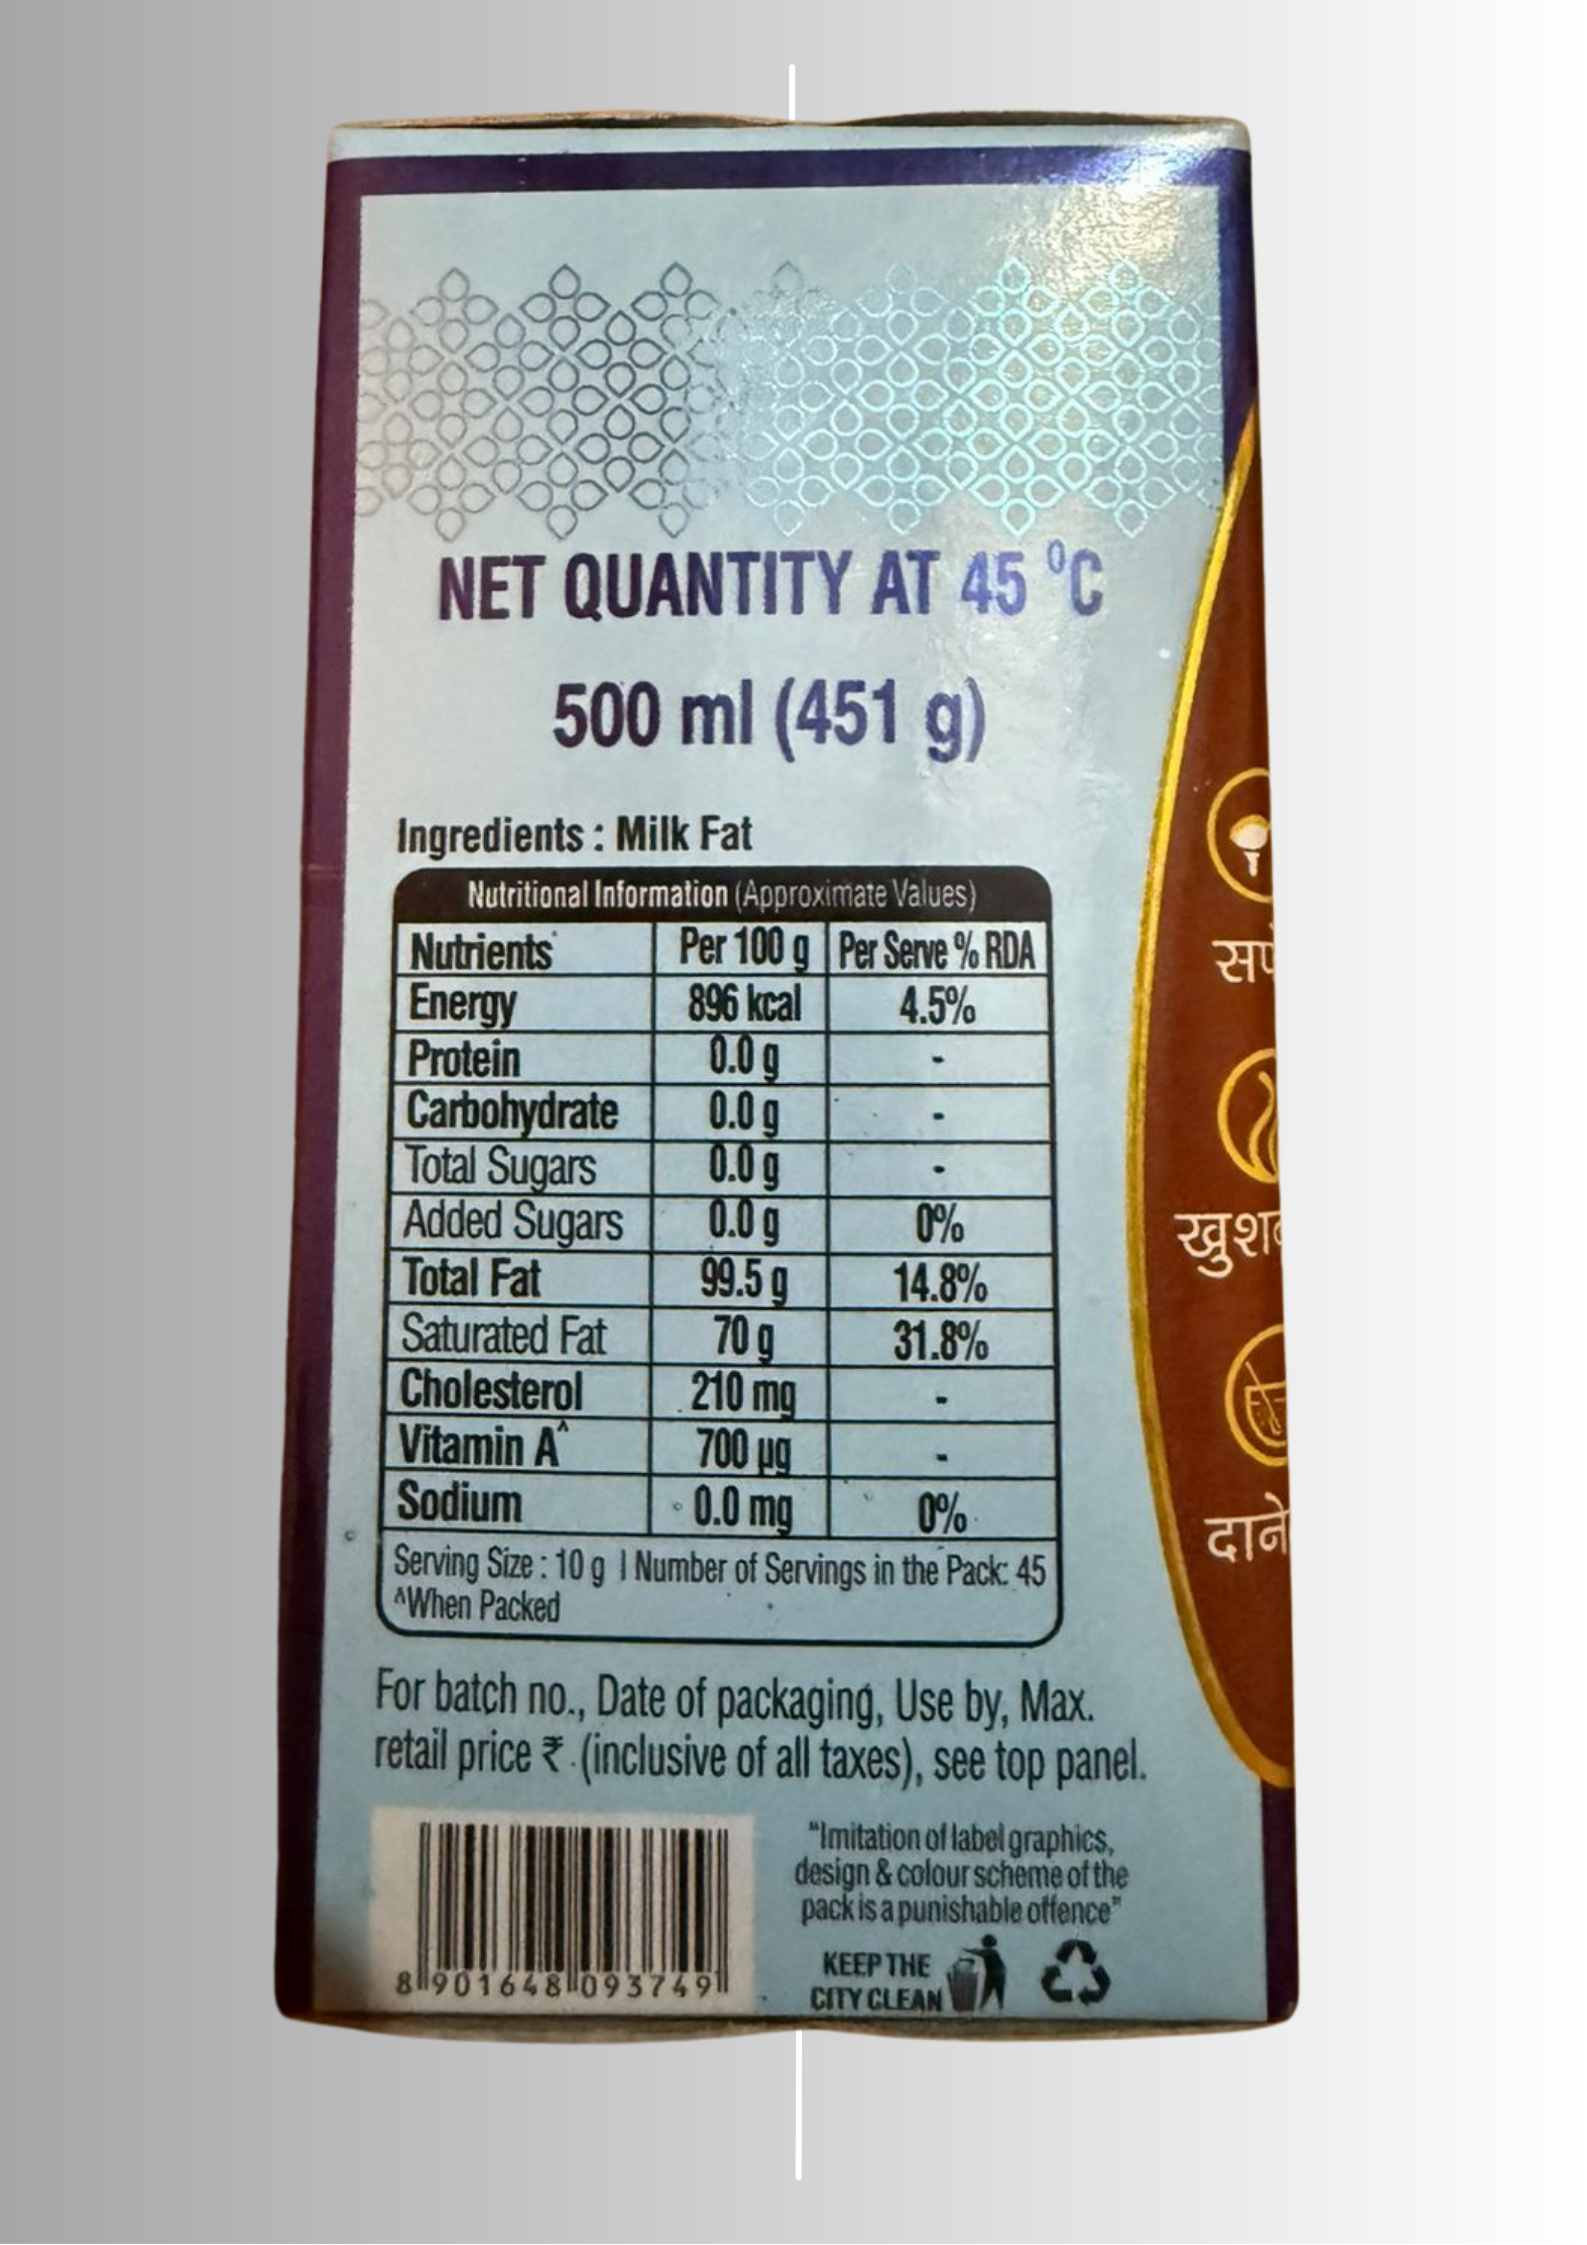 NET QUANTITY AT 45 ⁰C
500 ml (451 g)
Ingredients : Milk Fat
Nutritional Information (Approximate Values)
Nutrients Per 100 g Per Serve % RDA
Energy 896 kcal 4.5%
Protein 0.0 g -
Carbohydrate 0.0 g -
Total Sugars 0.0 g -
Added Sugars 0.0 g 0%
Total Fat 99.5 g 14.8%
Saturated Fat 70 g 31.8%
Cholesterol 210 mg -
Vitamin A^ 700 µg -
Sodium 0.0 mg 0%
Serving Size : 10 g | Number of Servings in the Pack: 45
^When Packed
For batch no., Date of packaging, Use by, Max.
retail price ₹ (inclusive of all taxes), see top panel.
"Imitation of label graphics,
design & colour scheme of the
pack is a punishable offence"
KEEP THE
CITY CLEAN
8 901648 093749